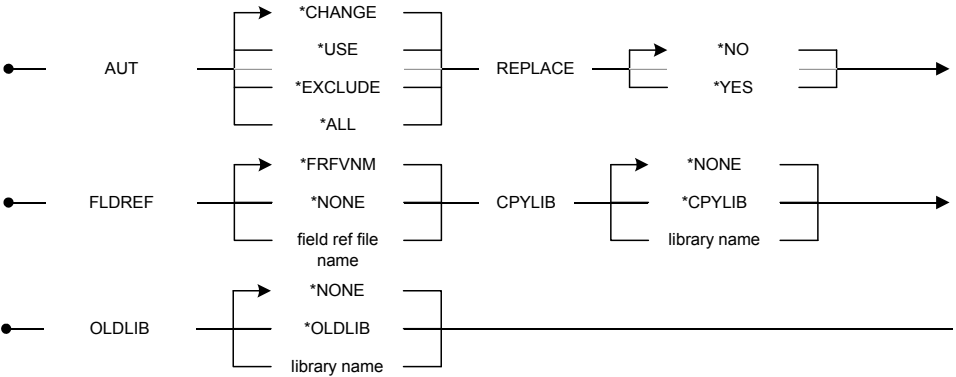 *CHANGE
*USE
AUT
*EXCLUDE
*ALL
REPLACE
*NO
*YES
*FRFVNM
FLDREF
*NONE
field ref file
name
CPYLIB
*NONE
*CPYLIB
library name
*NONE
OLDLIB
*OLDLIB
library name